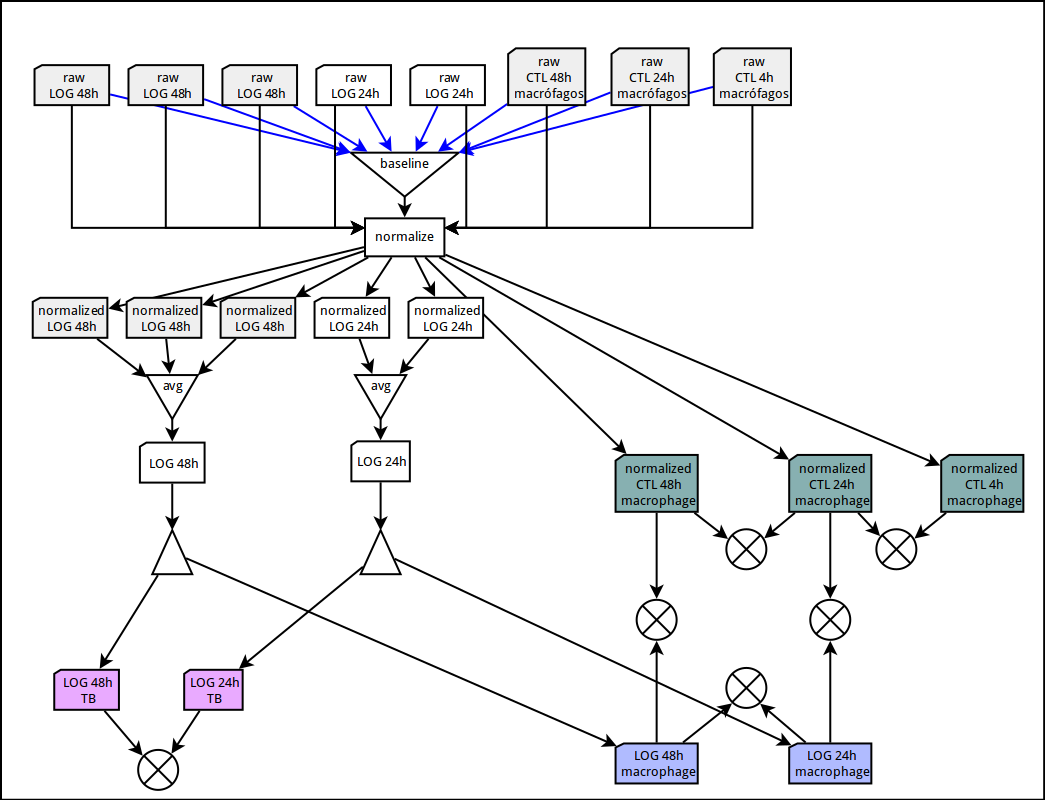 raw
LOG 48h
raw
LOG 48h
raw
LOG 48h
raw
LOG 24h
raw
LOG 24h
raw
CTL 48h
macrófagos
raw
CTL 24h
macrófagos
raw
CTL 4h
macrófagos
baseline
normalize
normalized
LOG 48h
normalized
LOG 48h
normalized
LOG 48h
normalized
LOG 24h
normalized
LOG 24h
avg
avg
LOG 48h
LOG 24h
normalized
CTL 48h
macrophage
normalized
CTL 24h
macrophage
normalized
CTL 4h
macrophage
LOG 48h
TB
LOG 24h
TB
LOG 48h
macrophage
LOG 24h
macrophage